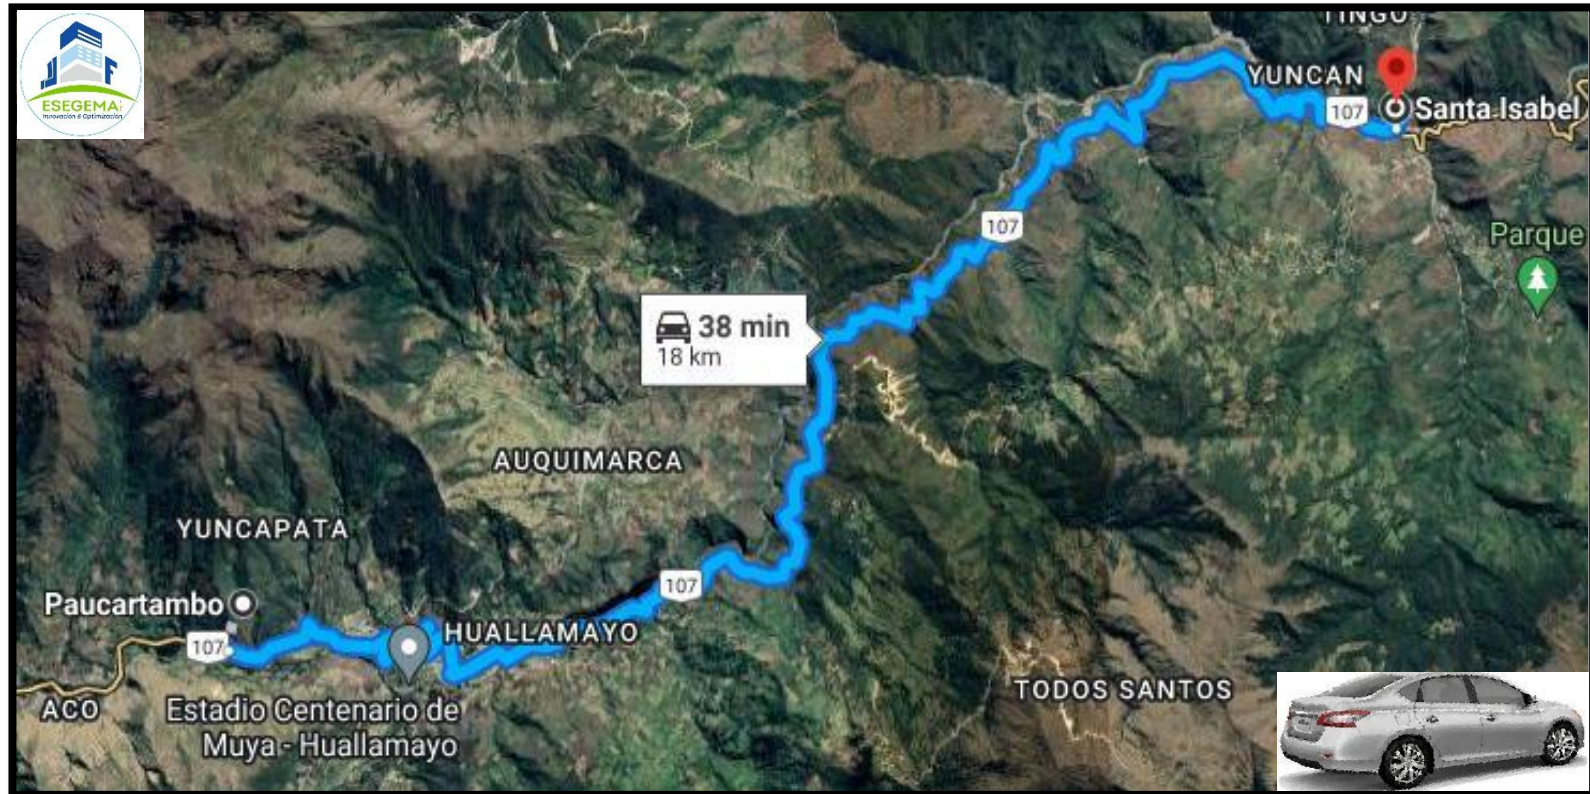 TINGO
JF
ESEGEMA
Innovación & Optimización
YUNCAN
107
Santa Isabel
107
Parque
38 min
18 km
AUQUIMARCA
YUNCAPATA
107
Paucartambo
HUALLAMAYO
107
TODOS SANTOS
ACO
Estadio Centenario de
Muya - Huallamayo